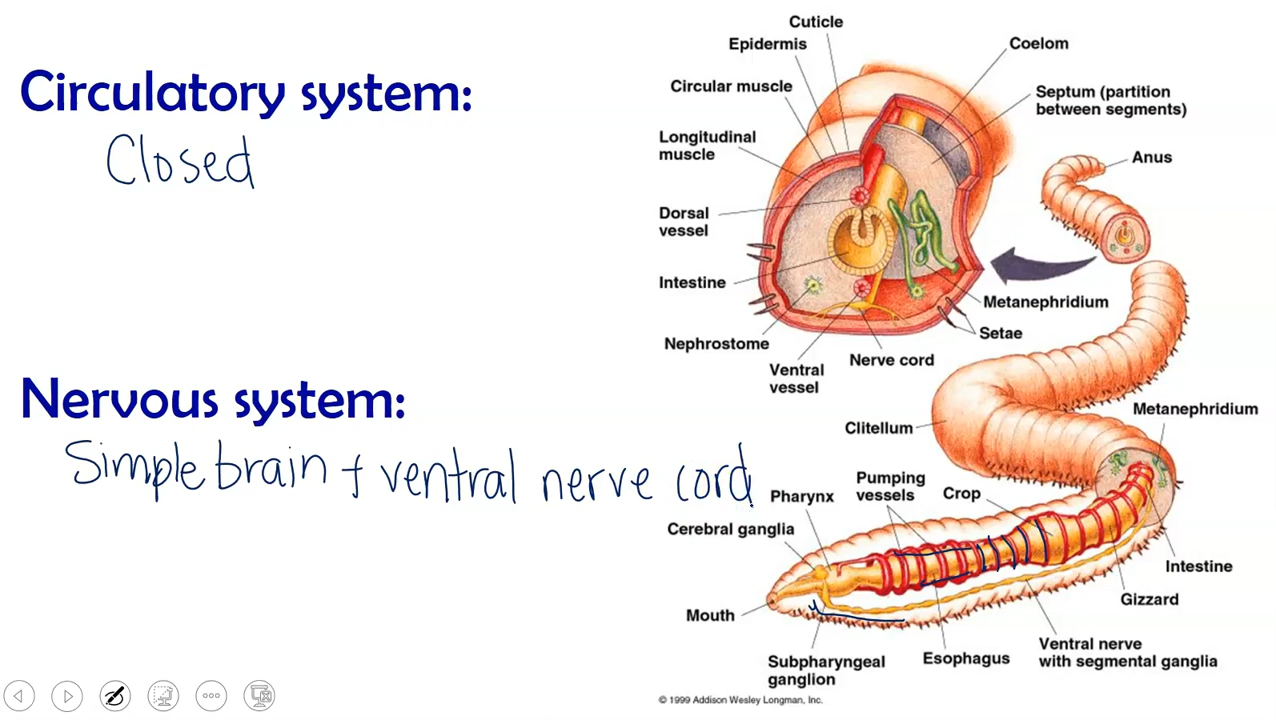 Circulatory system:
Closed
Nervous system:
Simple brain + ventral nerve cord
Cuticle
Epidermis
Coelom
Circular muscle
Septum (partition
between segments)
Longitudinal
muscle
Anus
Dorsal
vessel
Intestine
Metanephridium
Setae
Nephrostome
Nerve cord
Ventral
vessel
Metanephridium
Clitellum
Pumping
vessels
Crop
Pharynx
Cerebral ganglia
Intestine
Gizzard
Mouth
Ventral nerve
with segmental ganglia
Esophagus
Subpharyngeal
ganglion
© 1999 Addison Wesley Longman, Inc.